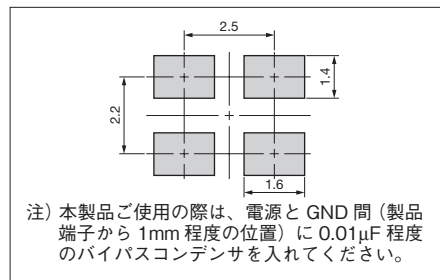 2.5
1.4
2.2
1.6
注) 本製品ご使用の際は、電源と GND 間 (製品
端子から 1mm 程度の位置) に 0.01µF 程度
のバイパスコンデンサを入れてください。